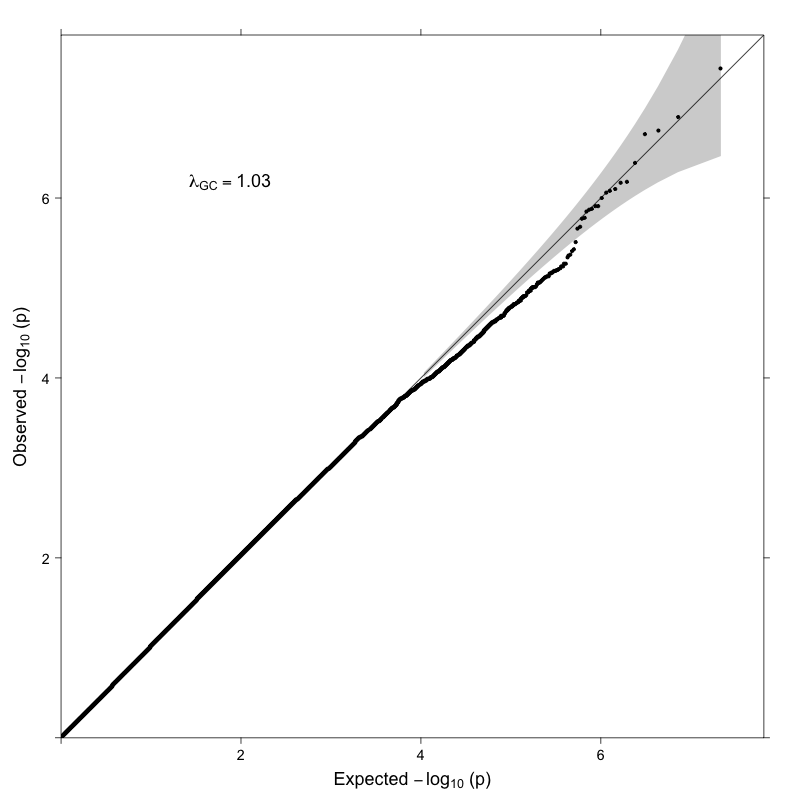 λGC = 1.03
Observed −log10 (p)
6
4
2
2 4 6
Expected −log10 (p)